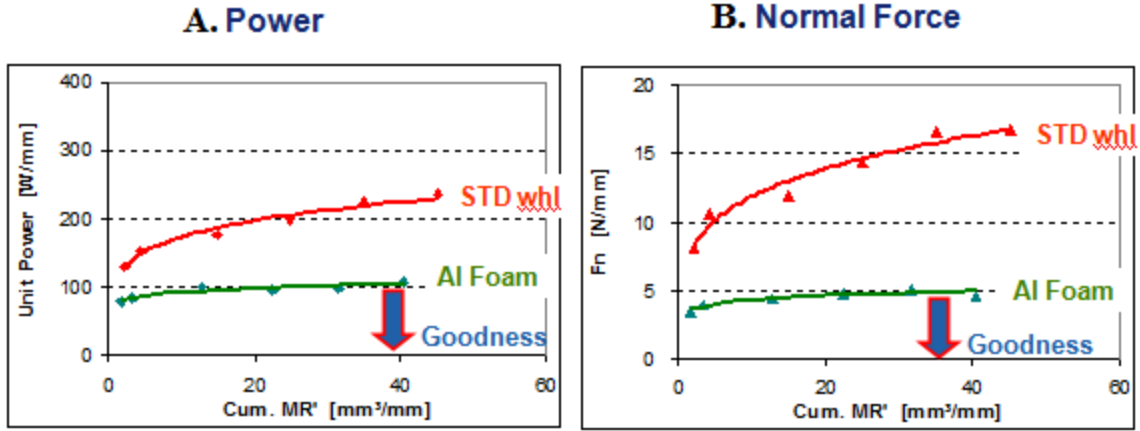 A. Power
400
300
200
100
0
0 20 40 60
Unit Power [W/mm]
Cum. MR' [mm³/mm]
STD whl
Al Foam
Goodness
B. Normal Force
20
15
10
5
0
0 20 40 60
Fn [N/mm]
Cum. MR' [mm³/mm]
STD whl
Al Foam
Goodness